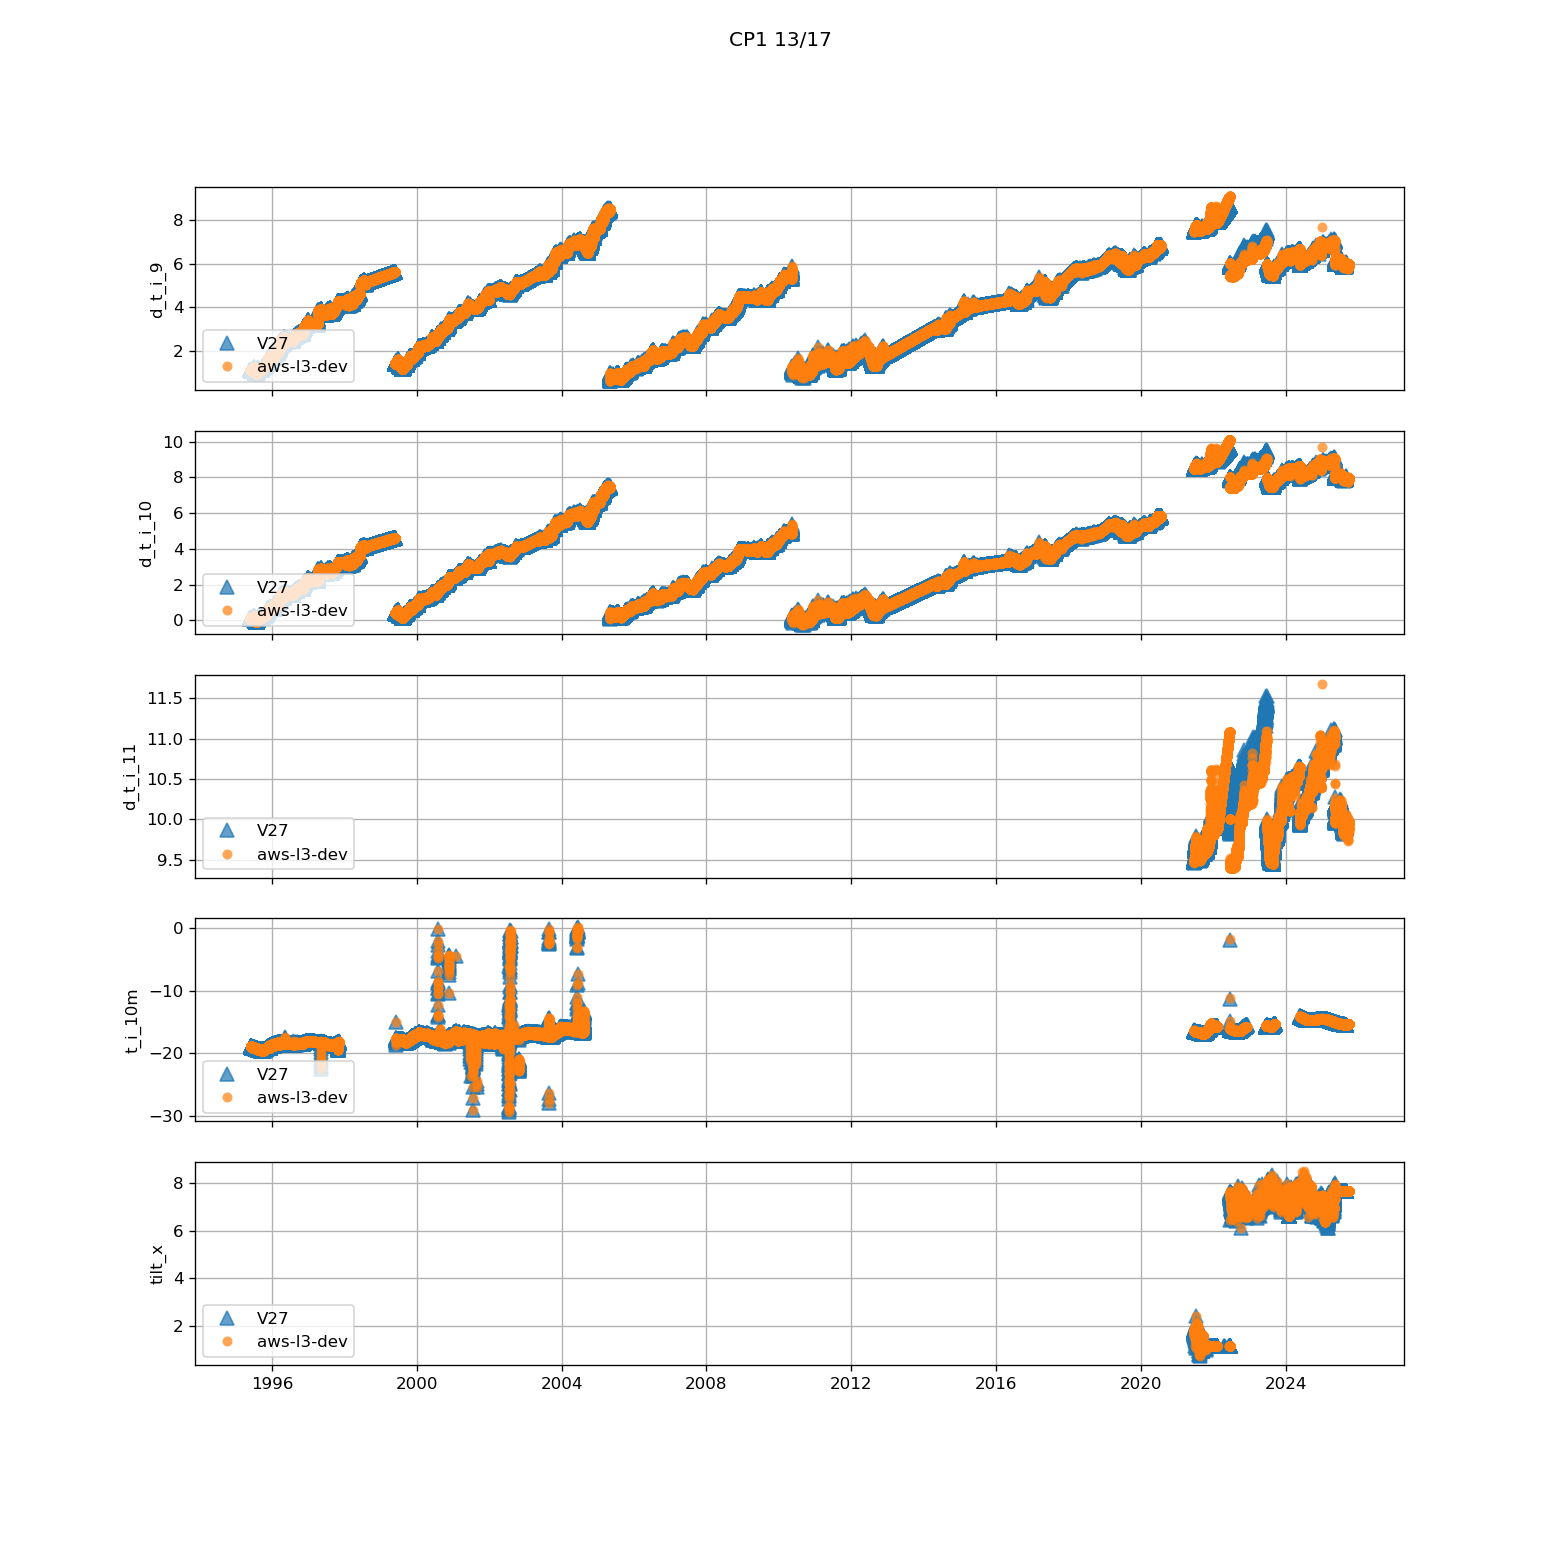 CP1 13/17
8
6
4
2
d_t_i_9
V27
aws-l3-dev
10
8
6
4
2
0
d_t_i_10
V27
aws-l3-dev
11.5
11.0
10.5
10.0
9.5
d_t_i_11
V27
aws-l3-dev
0
−10
−20
−30
t_i_10m
V27
aws-l3-dev
8
6
4
2
tilt_x
V27
aws-l3-dev
1996 2000 2004 2008 2012 2016 2020 2024